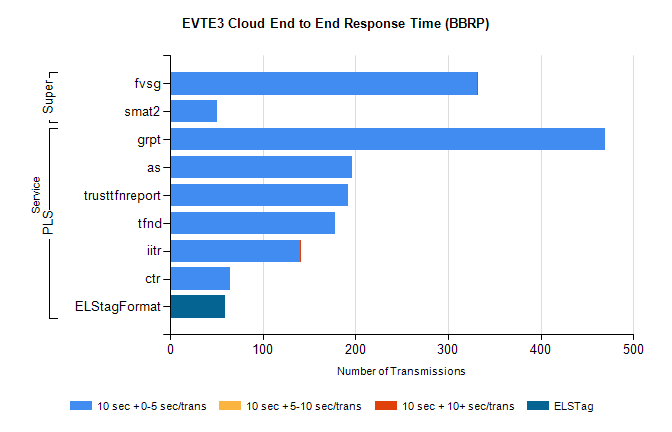 EVTE3 Cloud End to End Response Time (BBRP)
Service
Super
PLS
fvsg
smat2
grpt
as
trusttfnreport
tfnd
iitr
ctr
ELStagFormat
0 100 200 300 400 500
Number of Transmissions
10 sec +0-5 sec/trans 10 sec +5-10 sec/trans 10 sec + 10+ sec/trans ELSTag